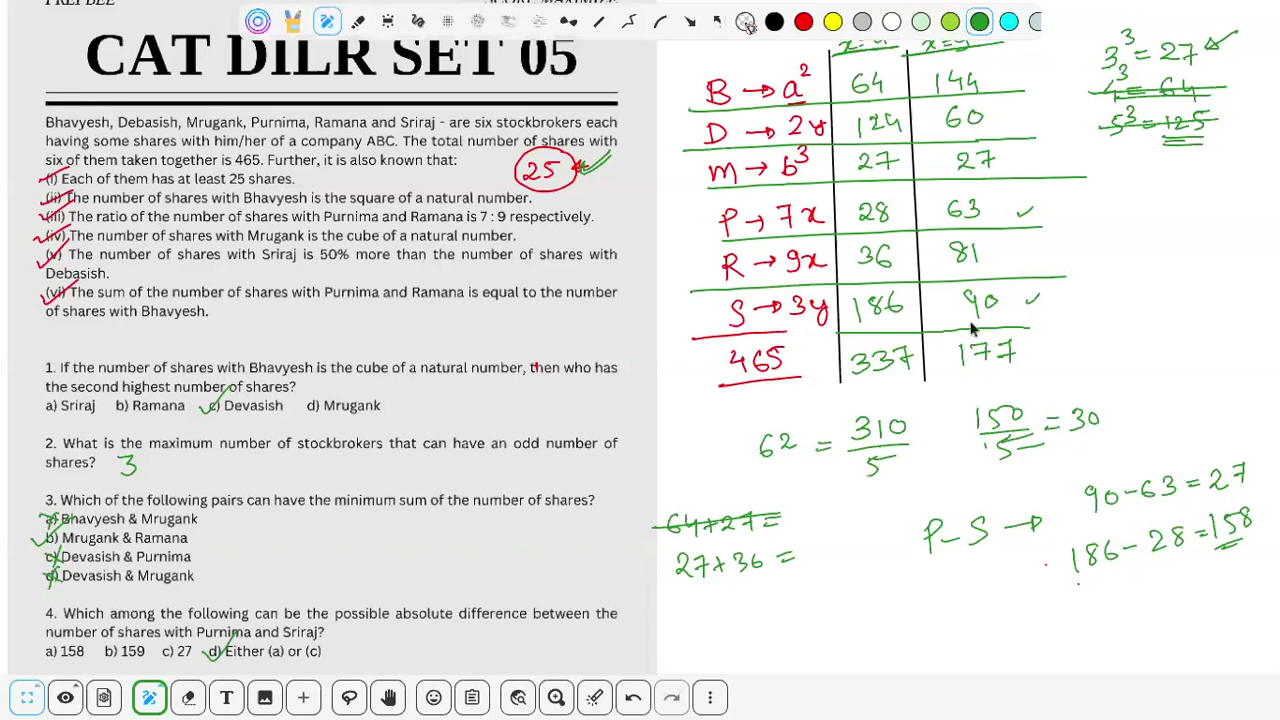 CAT DILR SET 05
Bhavyesh, Debasish, Mrugank, Purnima, Ramana and Sriraj - are six stockbrokers each
having some shares with him/her of a company ABC. The total number of shares with
six of them taken together is 465. Further, it is also known that:
(i) Each of them has at least 25 shares.
(ii) The number of shares with Bhavyesh is the square of a natural number.
(iii) The ratio of the number of shares with Purnima and Ramana is 7 : 9 respectively.
(iv) The number of shares with Mrugank is the cube of a natural number.
(v) The number of shares with Sriraj is 50% more than the number of shares with
Debasish.
(vi) The sum of the number of shares with Purnima and Ramana is equal to the number
of shares with Bhavyesh.
25
1. If the number of shares with Bhavyesh is the cube of a natural number, then who has
the second highest number of shares?
a) Sriraj b) Ramana c) Devasish d) Mrugank
2. What is the maximum number of stockbrokers that can have an odd number of
shares? 3
3. Which of the following pairs can have the minimum sum of the number of shares?
a) Bhavyesh & Mrugank
b) Mrugank & Ramana
c) Devasish & Purnima
d) Devasish & Mrugank
4. Which among the following can be the possible absolute difference between the
number of shares with Purnima and Sriraj?
a) 158 b) 159 c) 27 d) Either (a) or (c)
B → a² 64 144
D → 2y 124 60
m → b³ 27 27
P → 7x 28 63
R → 9x 36 81
S → 3y 186 90
465 337 177
3³ = 27
4³ = 64
5³ = 125
62 = 310/5
150/5 = 30
64+27 =
27+36 =
P - S →
90-63 = 27
186-28 = 158